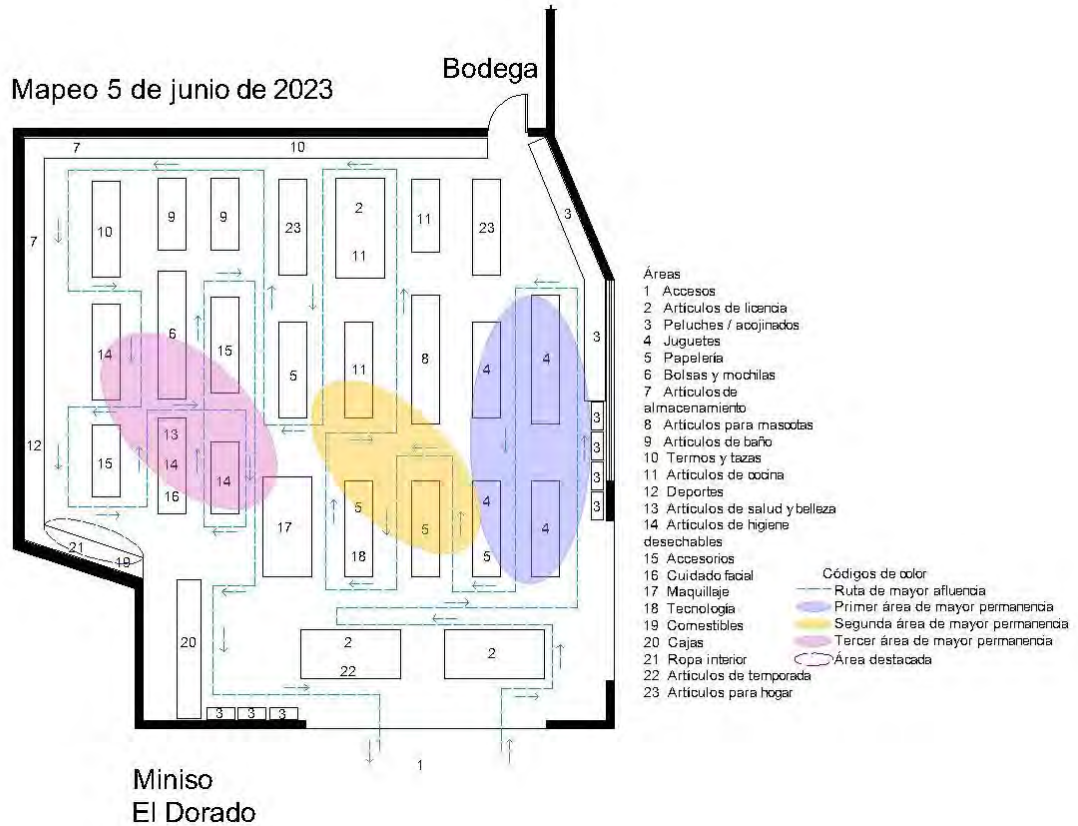 Bodega
Mapeo 5 de junio de 2023
7 10
10 9 9 23 2 11 23 3
11
7
3
14 6 15 5 11 8 4 4
3
3
3
3
12 15 13 14 16 14 17 5 18 5 4 5 4
21 19
20
2 22 2
3 3 3
1
Miniso
El Dorado
Áreas
1 Accesos
2 Artículos de licencia
3 Peluches / acojinados
4 Juguetes
5 Papelería
6 Bolsas y mochilas
7 Artículos de
almacenamiento
8 Artículos para mascotas
9 Artículos de baño
10 Termos y tazas
11 Artículos de cocina
12 Deportes
13 Artículos de salud y belleza
14 Artículos de higiene
desechables
15 Accesorios
16 Cuidado facial
17 Maquillaje
18 Tecnología
19 Comestibles
20 Cajas
21 Ropa interior
22 Artículos de temporada
23 Artículos para hogar
Códigos de color
Ruta de mayor afluencia
Primer área de mayor permanencia
Segunda área de mayor permanencia
Tercer área de mayor permanencia
Área destacada